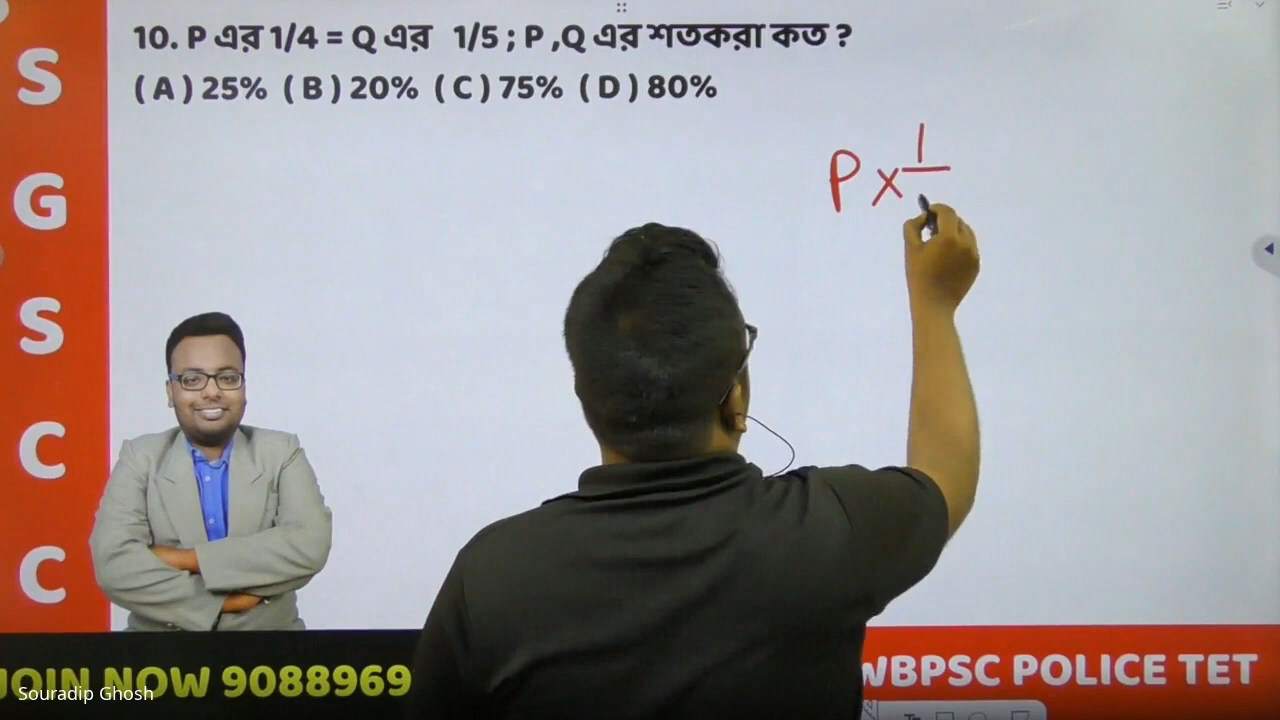 10. P এর 1/4 = Q এর 1/5 ; P ,Q এর শতকরা কত ?
( A ) 25% ( B ) 20% ( C ) 75% ( D ) 80%
P x 1
S
G
S
C
C
JOIN NOW 9088969
WBPSC POLICE TET
Souradip Ghosh